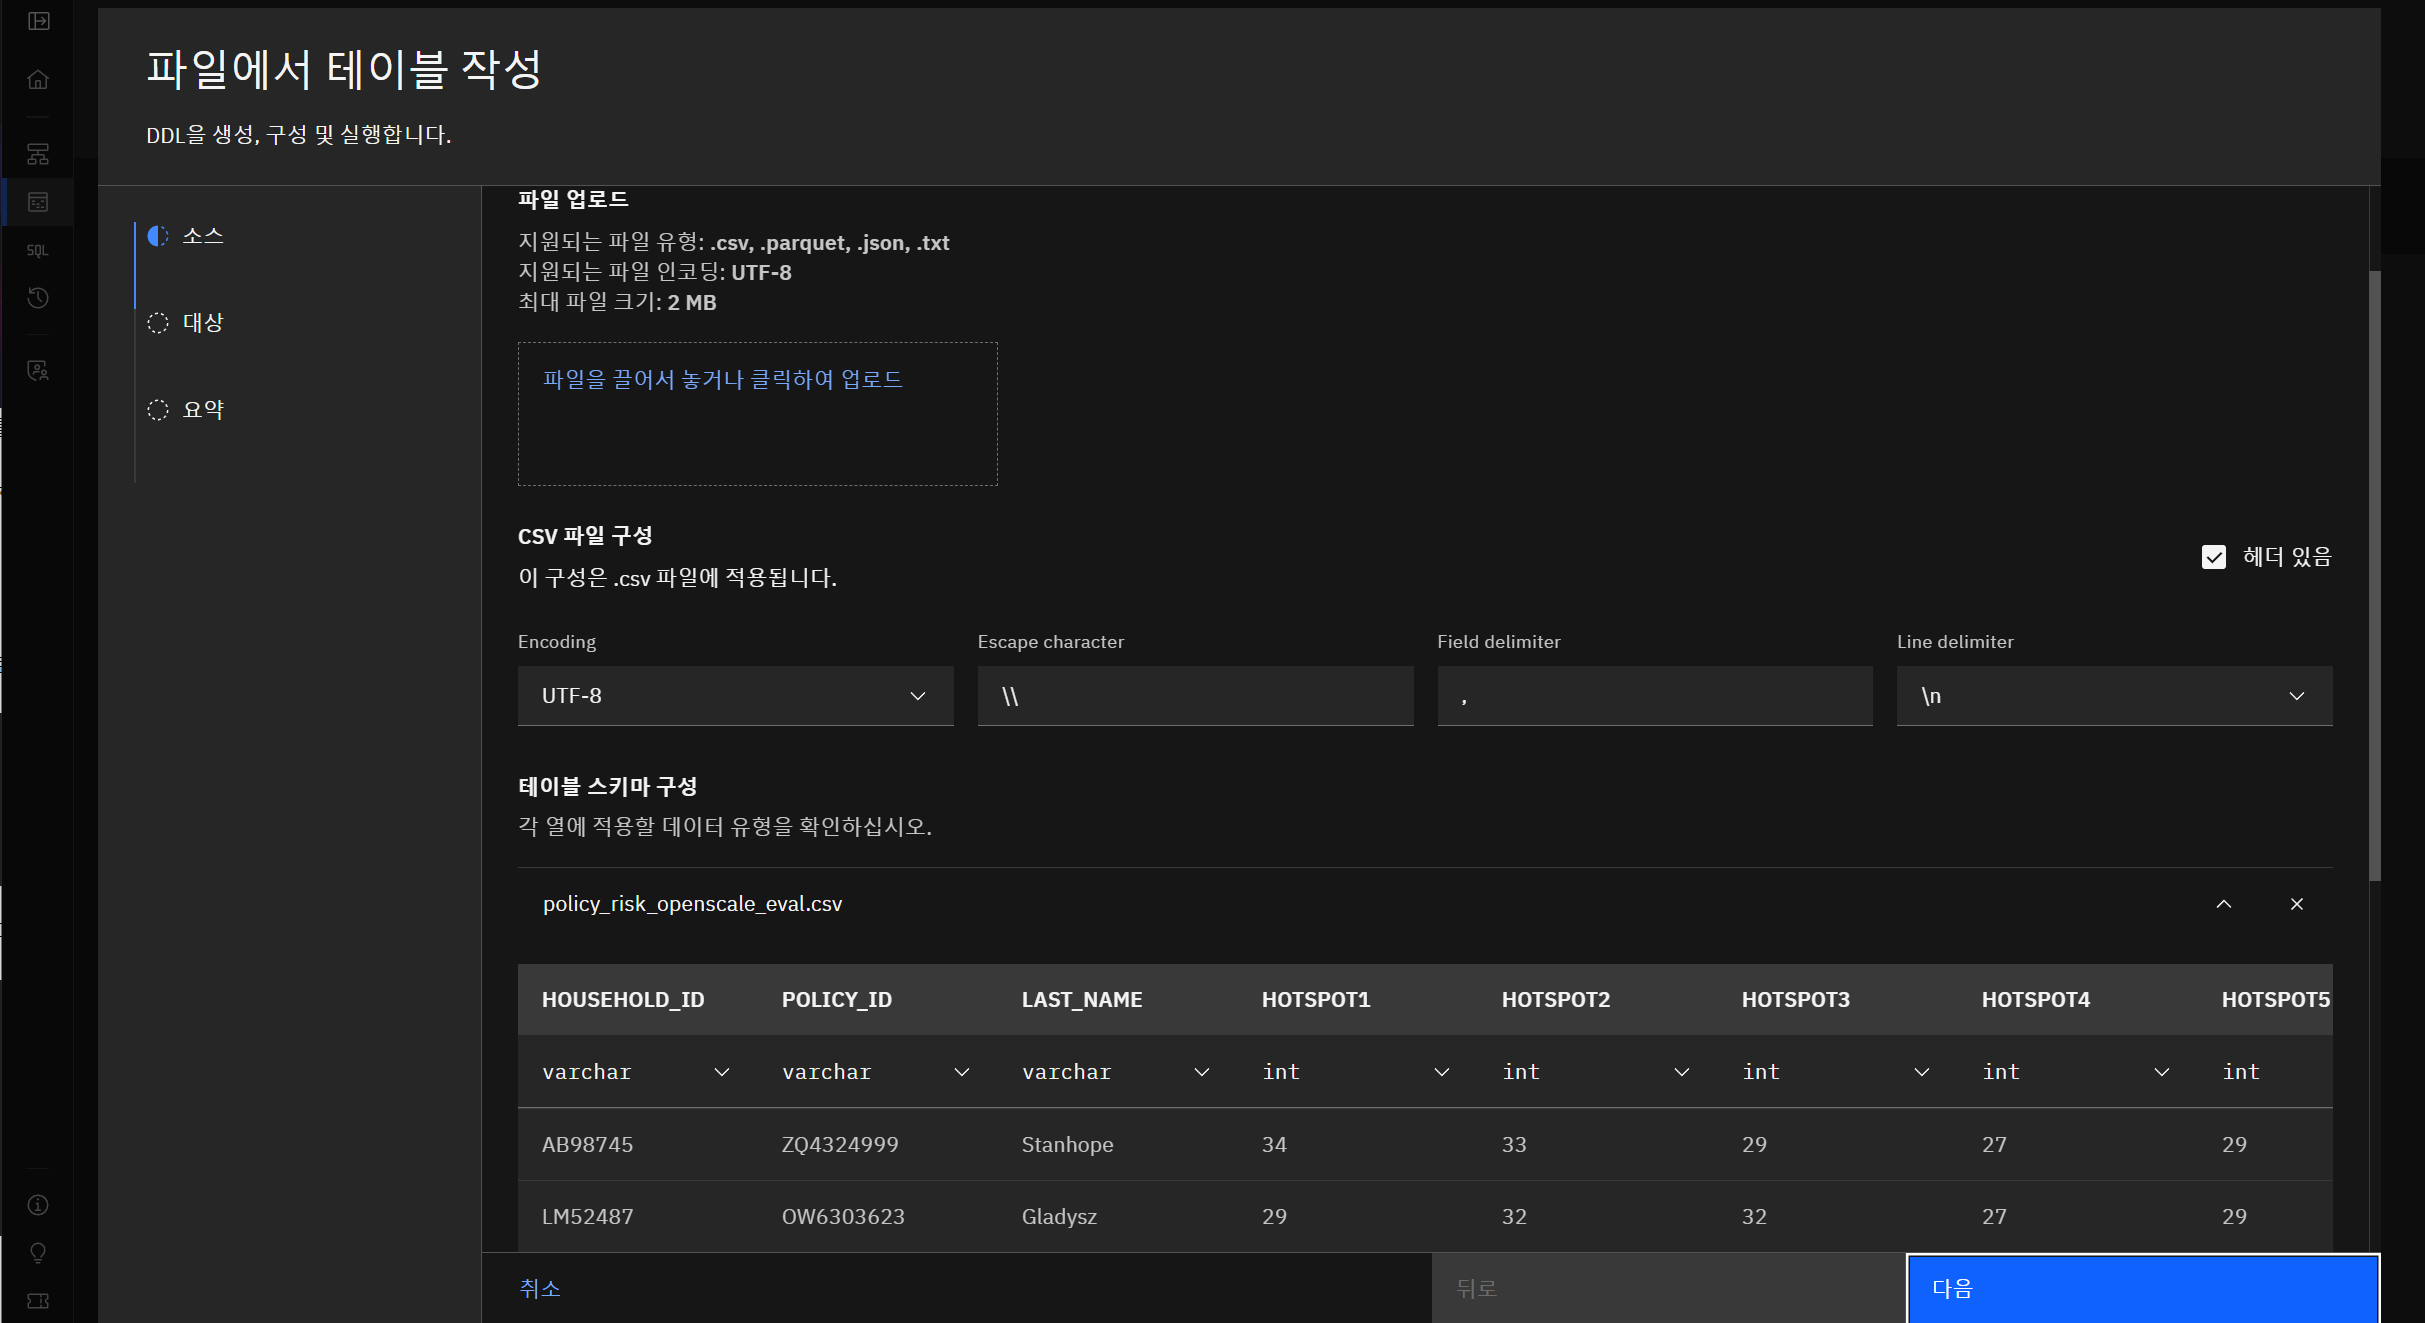 파일에서 테이블 작성
DDL을 생성, 구성 및 실행합니다.
SQL
소스
대상
요약
파일 업로드
지원되는 파일 유형: .csv, .parquet, .json, .txt
지원되는 파일 인코딩: UTF-8
최대 파일 크기: 2 MB
파일을 끌어서 놓거나 클릭하여 업로드
CSV 파일 구성
이 구성은 .csv 파일에 적용됩니다.
헤더 있음
Encoding Escape character Field delimiter Line delimiter
UTF-8 \\ , \n
테이블 스키마 구성
각 열에 적용할 데이터 유형을 확인하십시오.
policy_risk_openscale_eval.csv
HOUSEHOLD_ID POLICY_ID LAST_NAME HOTSPOT1 HOTSPOT2 HOTSPOT3 HOTSPOT4 HOTSPOT5
varchar varchar varchar int int int int int
AB98745 ZQ4324999 Stanhope 34 33 29 27 29
LM52487 OW6303623 Gladysz 29 32 32 27 29
취소 뒤로 다음